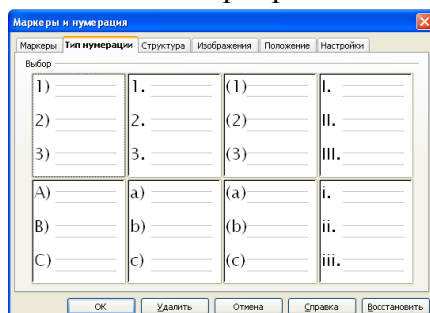 Маркеры и нумерация
Маркеры Тип нумерации Структура Изображения Положение Настройки
Выбор
1) 1. (1) I.
2) 2. (2) II.
3) 3. (3) III.
A) a) (a) i.
B) b) (b) ii.
C) c) (c) iii.
ОК Удалить Отмена Справка Восстановить